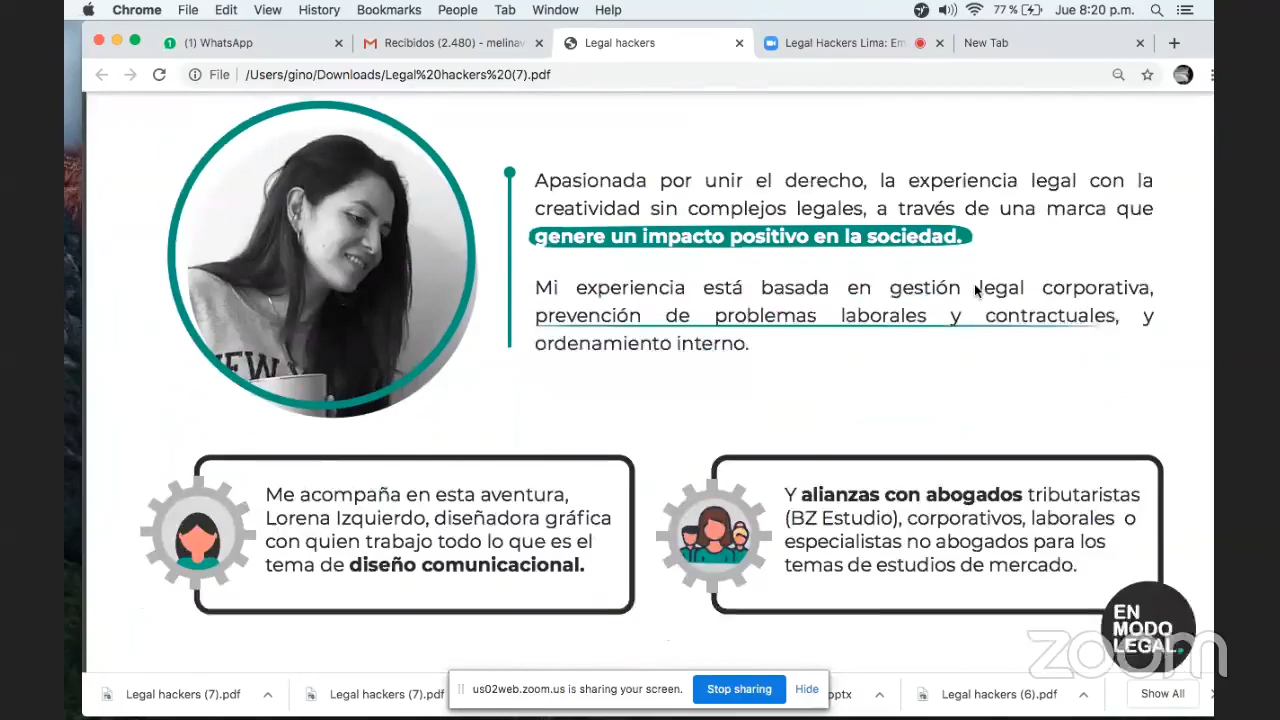 Chrome File Edit View History Bookmarks People Tab Window Help 77 % Jue 8:20 p.m.
1 (1) WhatsApp Recibidos (2.480) - melinav Legal hackers Legal Hackers Lima: Em New Tab
File /Users/gino/Downloads/Legal%20hackers%20(7).pdf
Apasionada por unir el derecho, la experiencia legal con la
creatividad sin complejos legales, a través de una marca que
genere un impacto positivo en la sociedad.
Mi experiencia está basada en gestión legal corporativa,
prevención de problemas laborales y contractuales, y
ordenamiento interno.
NEW Y
Me acompaña en esta aventura,
Lorena Izquierdo, diseñadora gráfica
con quien trabajo todo lo que es el
tema de diseño comunicacional.
Y alianzas con abogados tributaristas
(BZ Estudio), corporativos, laborales o
especialistas no abogados para los
temas de estudios de mercado.
EN
MODO
LEGAL.
zoom
us02web.zoom.us is sharing your screen. Stop sharing Hide
Legal hackers (7).pdf Legal hackers (7).pdf pptx Legal hackers (6).pdf Show All